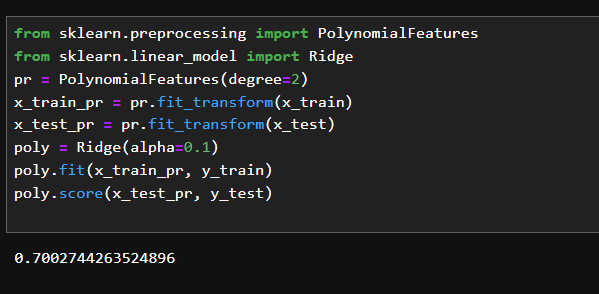 from sklearn.preprocessing import PolynomialFeatures
from sklearn.linear_model import Ridge
pr = PolynomialFeatures(degree=2)
x_train_pr = pr.fit_transform(x_train)
x_test_pr = pr.fit_transform(x_test)
poly = Ridge(alpha=0.1)
poly.fit(x_train_pr, y_train)
poly.score(x_test_pr, y_test)
0.7002744263524896